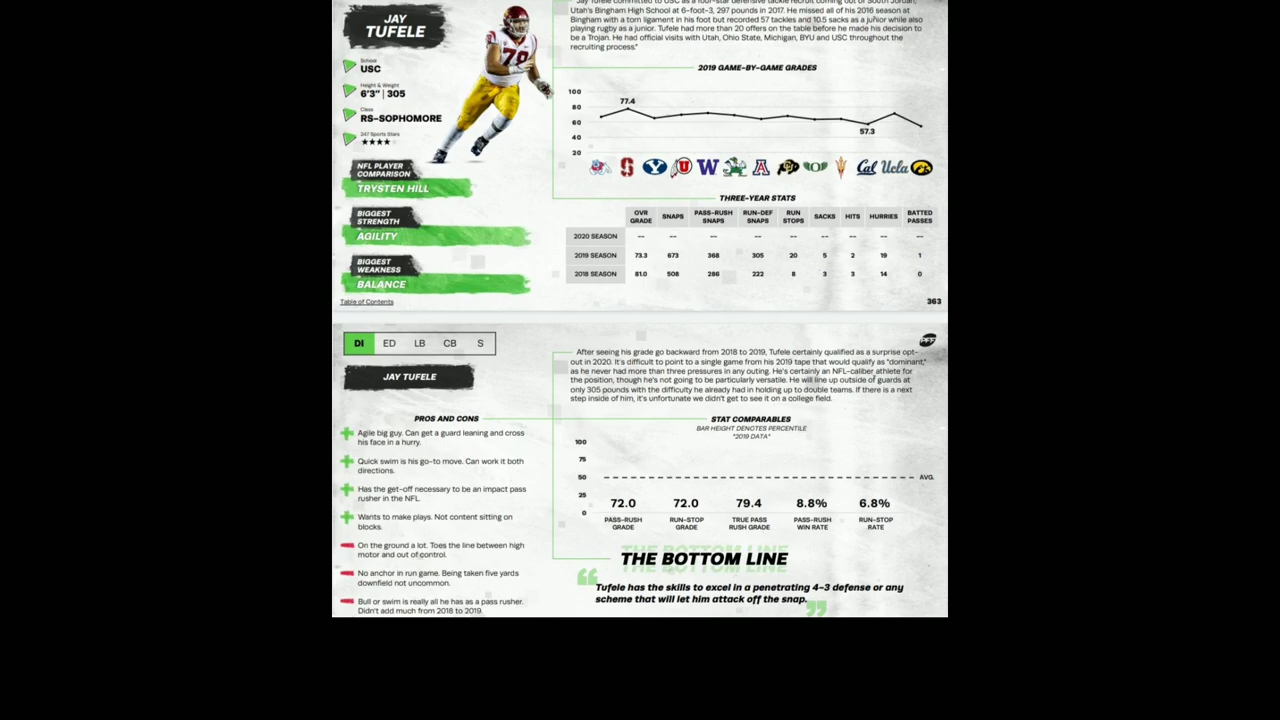 JAY
TUFELE
School
USC
Height & Weight
6'3" | 305
Class
RS-SOPHOMORE
247 Sports Stars
★★★★
NFL PLAYER
COMPARISON
TRYSTEN HILL
BIGGEST
STRENGTH
AGILITY
BIGGEST
WEAKNESS
BALANCE
Table of Contents
"Jay Tufele committed to USC as a four-star defensive tackle recruit coming out of South Jordan,
Utah's Bingham High School at 6-foot-3, 297 pounds in 2017. He missed all of his 2016 season at
Bingham with a torn ligament in his foot but recorded 57 tackles and 10.5 sacks as a junior while also
playing rugby as a junior. Tufele had more than 20 offers on the table before he made his decision to
be a Trojan. He had official visits with Utah, Ohio State, Michigan, BYU and USC throughout the
recruiting process."
2019 GAME-BY-GAME GRADES
100
80
60
40
20
77.4
57.3
S
Y
U
W
A
Cal
Ucla
THREE-YEAR STATS
OVR GRADE SNAPS PASS-RUSH SNAPS RUN-DEF SNAPS RUN STOPS SACKS HITS HURRIES BATTED PASSES
2020 SEASON -- -- -- -- -- -- -- -- --
2019 SEASON 73.3 673 368 305 20 5 2 19 1
2018 SEASON 81.0 508 286 222 8 3 3 14 0
363
DI ED LB CB S
PFF
JAY TUFELE
After seeing his grade go backward from 2018 to 2019, Tufele certainly qualified as a surprise opt-
out in 2020. It's difficult to point to a single game from his 2019 tape that would qualify as "dominant,"
as he never had more than three pressures in any outing. He's certainly an NFL-caliber athlete for
the position, though he's not going to be particularly versatile. He will line up outside of guards at
only 305 pounds with the difficulty he already had in holding up to double teams. If there is a next
step inside of him, it's unfortunate we didn't get to see it on a college field.
PROS AND CONS
Agile big guy. Can get a guard leaning and cross
his face in a hurry.
Quick swim is his go-to move. Can work it both
directions.
Has the get-off necessary to be an impact pass
rusher in the NFL.
Wants to make plays. Not content sitting on
blocks.
On the ground a lot. Toes the line between high
motor and out of control.
No anchor in run game. Being taken five yards
downfield not uncommon.
Bull or swim is really all he has as a pass rusher.
Didn't add much from 2018 to 2019.
STAT COMPARABLES
BAR HEIGHT DENOTES PERCENTILE
*2019 DATA*
100
75
50
25
0
AVG.
72.0 72.0 79.4 8.8% 6.8%
PASS-RUSH GRADE RUN-STOP GRADE TRUE PASS RUSH GRADE PASS-RUSH WIN RATE RUN-STOP RATE
THE BOTTOM LINE
"Tufele has the skills to excel in a penetrating 4-3 defense or any
scheme that will let him attack off the snap."